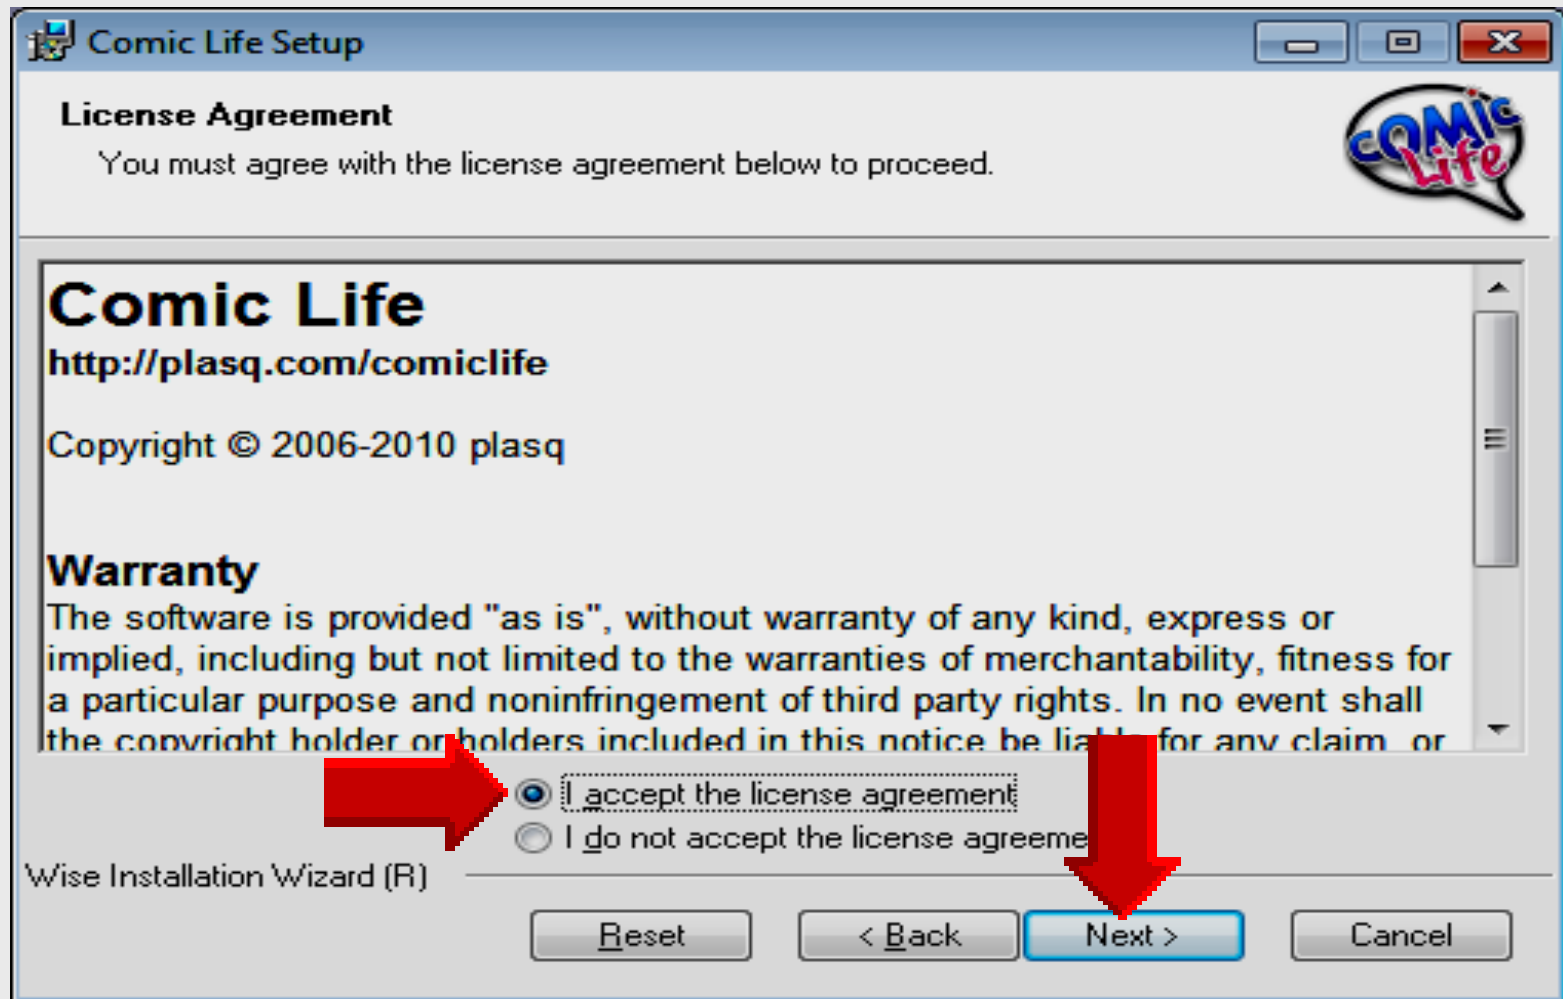 Comic Life Setup
License Agreement
You must agree with the license agreement below to proceed.
COMIC
Life
Comic Life
http://plasq.com/comiclife
Copyright © 2006-2010 plasq
Warranty
The software is provided "as is", without warranty of any kind, express or
implied, including but not limited to the warranties of merchantability, fitness for
a particular purpose and noninfringement of third party rights. In no event shall
the copyright holder or holders included in this notice be liable for any claim, or
I accept the license agreement
I do not accept the license agreeme
Wise Installation Wizard (R)
Reset
< Back
Next >
Cancel